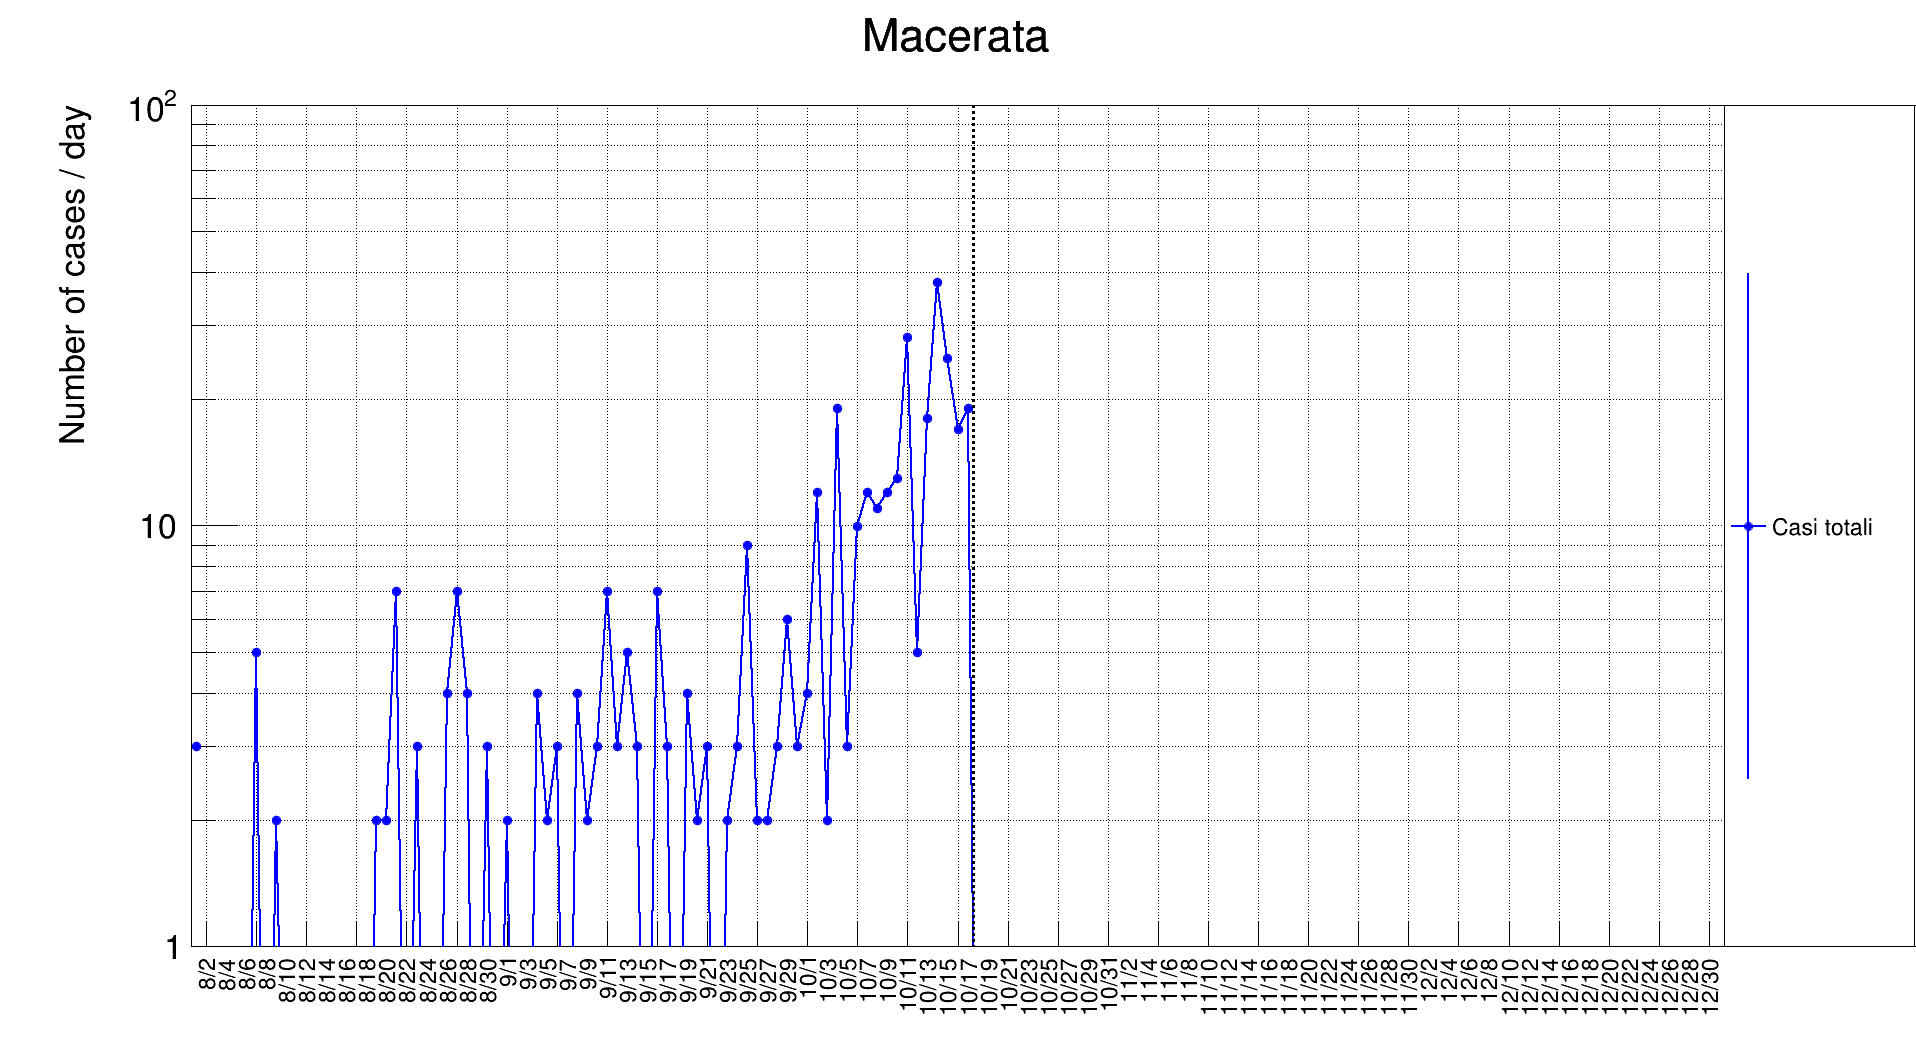 Macerata
Number of cases / day
10²
10
1
8/2 8/4 8/6 8/8 8/10 8/12 8/14 8/16 8/18 8/20 8/22 8/24 8/26 8/28 8/30 9/1 9/3 9/5 9/7 9/9 9/11 9/13 9/15 9/17 9/19 9/21 9/23 9/25 9/27 9/29 10/1 10/3 10/5 10/7 10/9 10/11 10/13 10/15 10/17 10/19 10/21 10/23 10/25 10/27 10/29 10/31 11/2 11/4 11/6 11/8 11/10 11/12 11/14 11/16 11/18 11/20 11/22 11/24 11/26 11/28 11/30 12/2 12/4 12/6 12/8 12/10 12/12 12/14 12/16 12/18 12/20 12/22 12/24 12/26 12/28 12/30
Casi totali